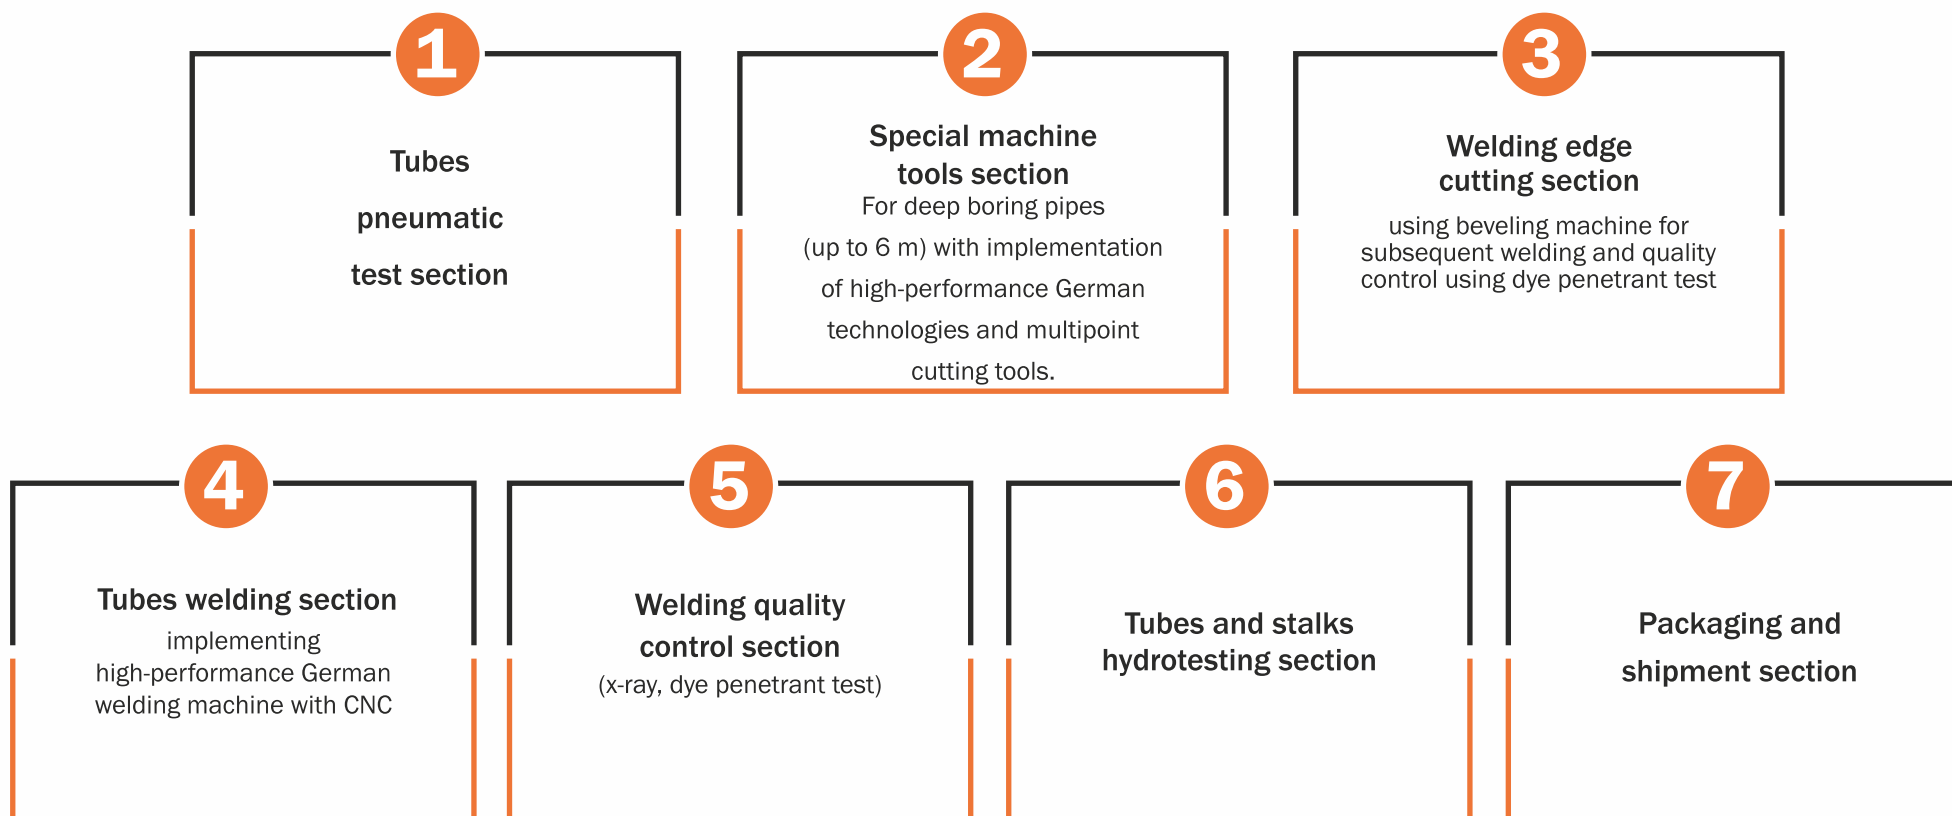 1
Tubes
pneumatic
test section
2
Special machine
tools section
For deep boring pipes
(up to 6 m) with implementation
of high-performance German
technologies and multipoint
cutting tools.
3
Welding edge
cutting section
using beveling machine for
subsequent welding and quality
control using dye penetrant test
4
Tubes welding section
implementing
high-performance German
welding machine with CNC
5
Welding quality
control section
(x-ray, dye penetrant test)
6
Tubes and stalks
hydrotesting section
7
Packaging and
shipment section